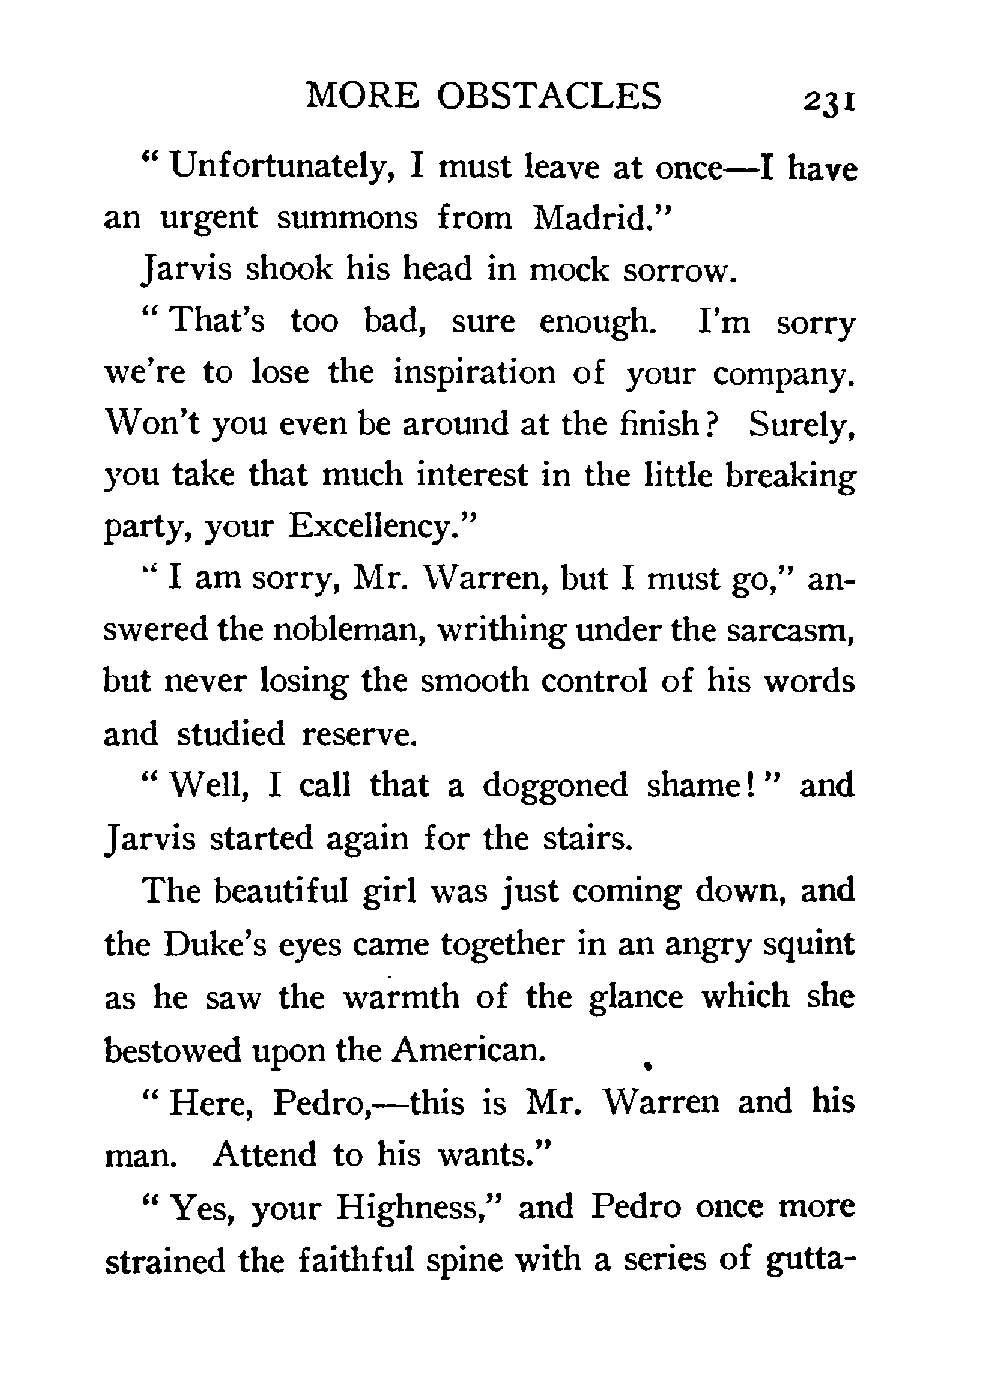 MORE OBSTACLES 231
“ Unfortunately, I must leave at once—I have
an urgent summons from Madrid.”
Jarvis shook his head in mock sorrow.
“ That’s too bad, sure enough. I’m sorry
we’re to lose the inspiration of your company.
Won’t you even be around at the finish? Surely,
you take that much interest in the little breaking
party, your Excellency.”
“ I am sorry, Mr. Warren, but I must go,” an-
swered the nobleman, writhing under the sarcasm,
but never losing the smooth control of his words
and studied reserve.
“ Well, I call that a doggoned shame! ” and
Jarvis started again for the stairs.
The beautiful girl was just coming down, and
the Duke’s eyes came together in an angry squint
as he saw the warmth of the glance which she
bestowed upon the American.
“ Here, Pedro,—this is Mr. Warren and his
man. Attend to his wants.”
“ Yes, your Highness,” and Pedro once more
strained the faithful spine with a series of gutta-